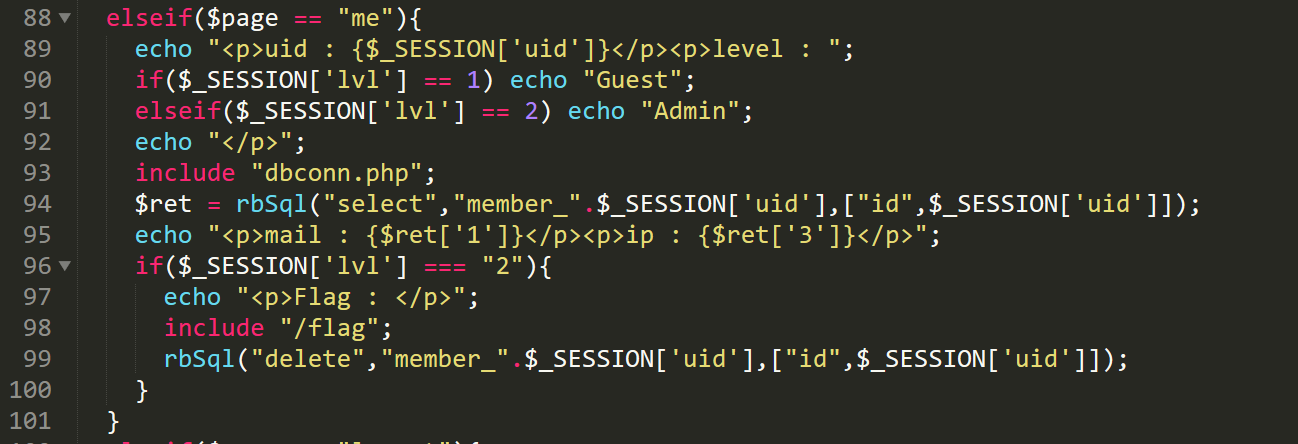 88 elseif($page == "me"){
89 echo "<p>uid : {$_SESSION['uid']}</p><p>level : ";
90 if($_SESSION['lvl'] == 1) echo "Guest";
91 elseif($_SESSION['lvl'] == 2) echo "Admin";
92 echo "</p>";
93 include "dbconn.php";
94 $ret = rbSql("select","member_".$_SESSION['uid'],["id",$_SESSION['uid']]);
95 echo "<p>mail : {$ret['1']}</p><p>ip : {$ret['3']}</p>";
96 if($_SESSION['lvl'] === "2"){
97 echo "<p>Flag : </p>";
98 include "/flag";
99 rbSql("delete","member_".$_SESSION['uid'],["id",$_SESSION['uid']]);
100 }
101 }